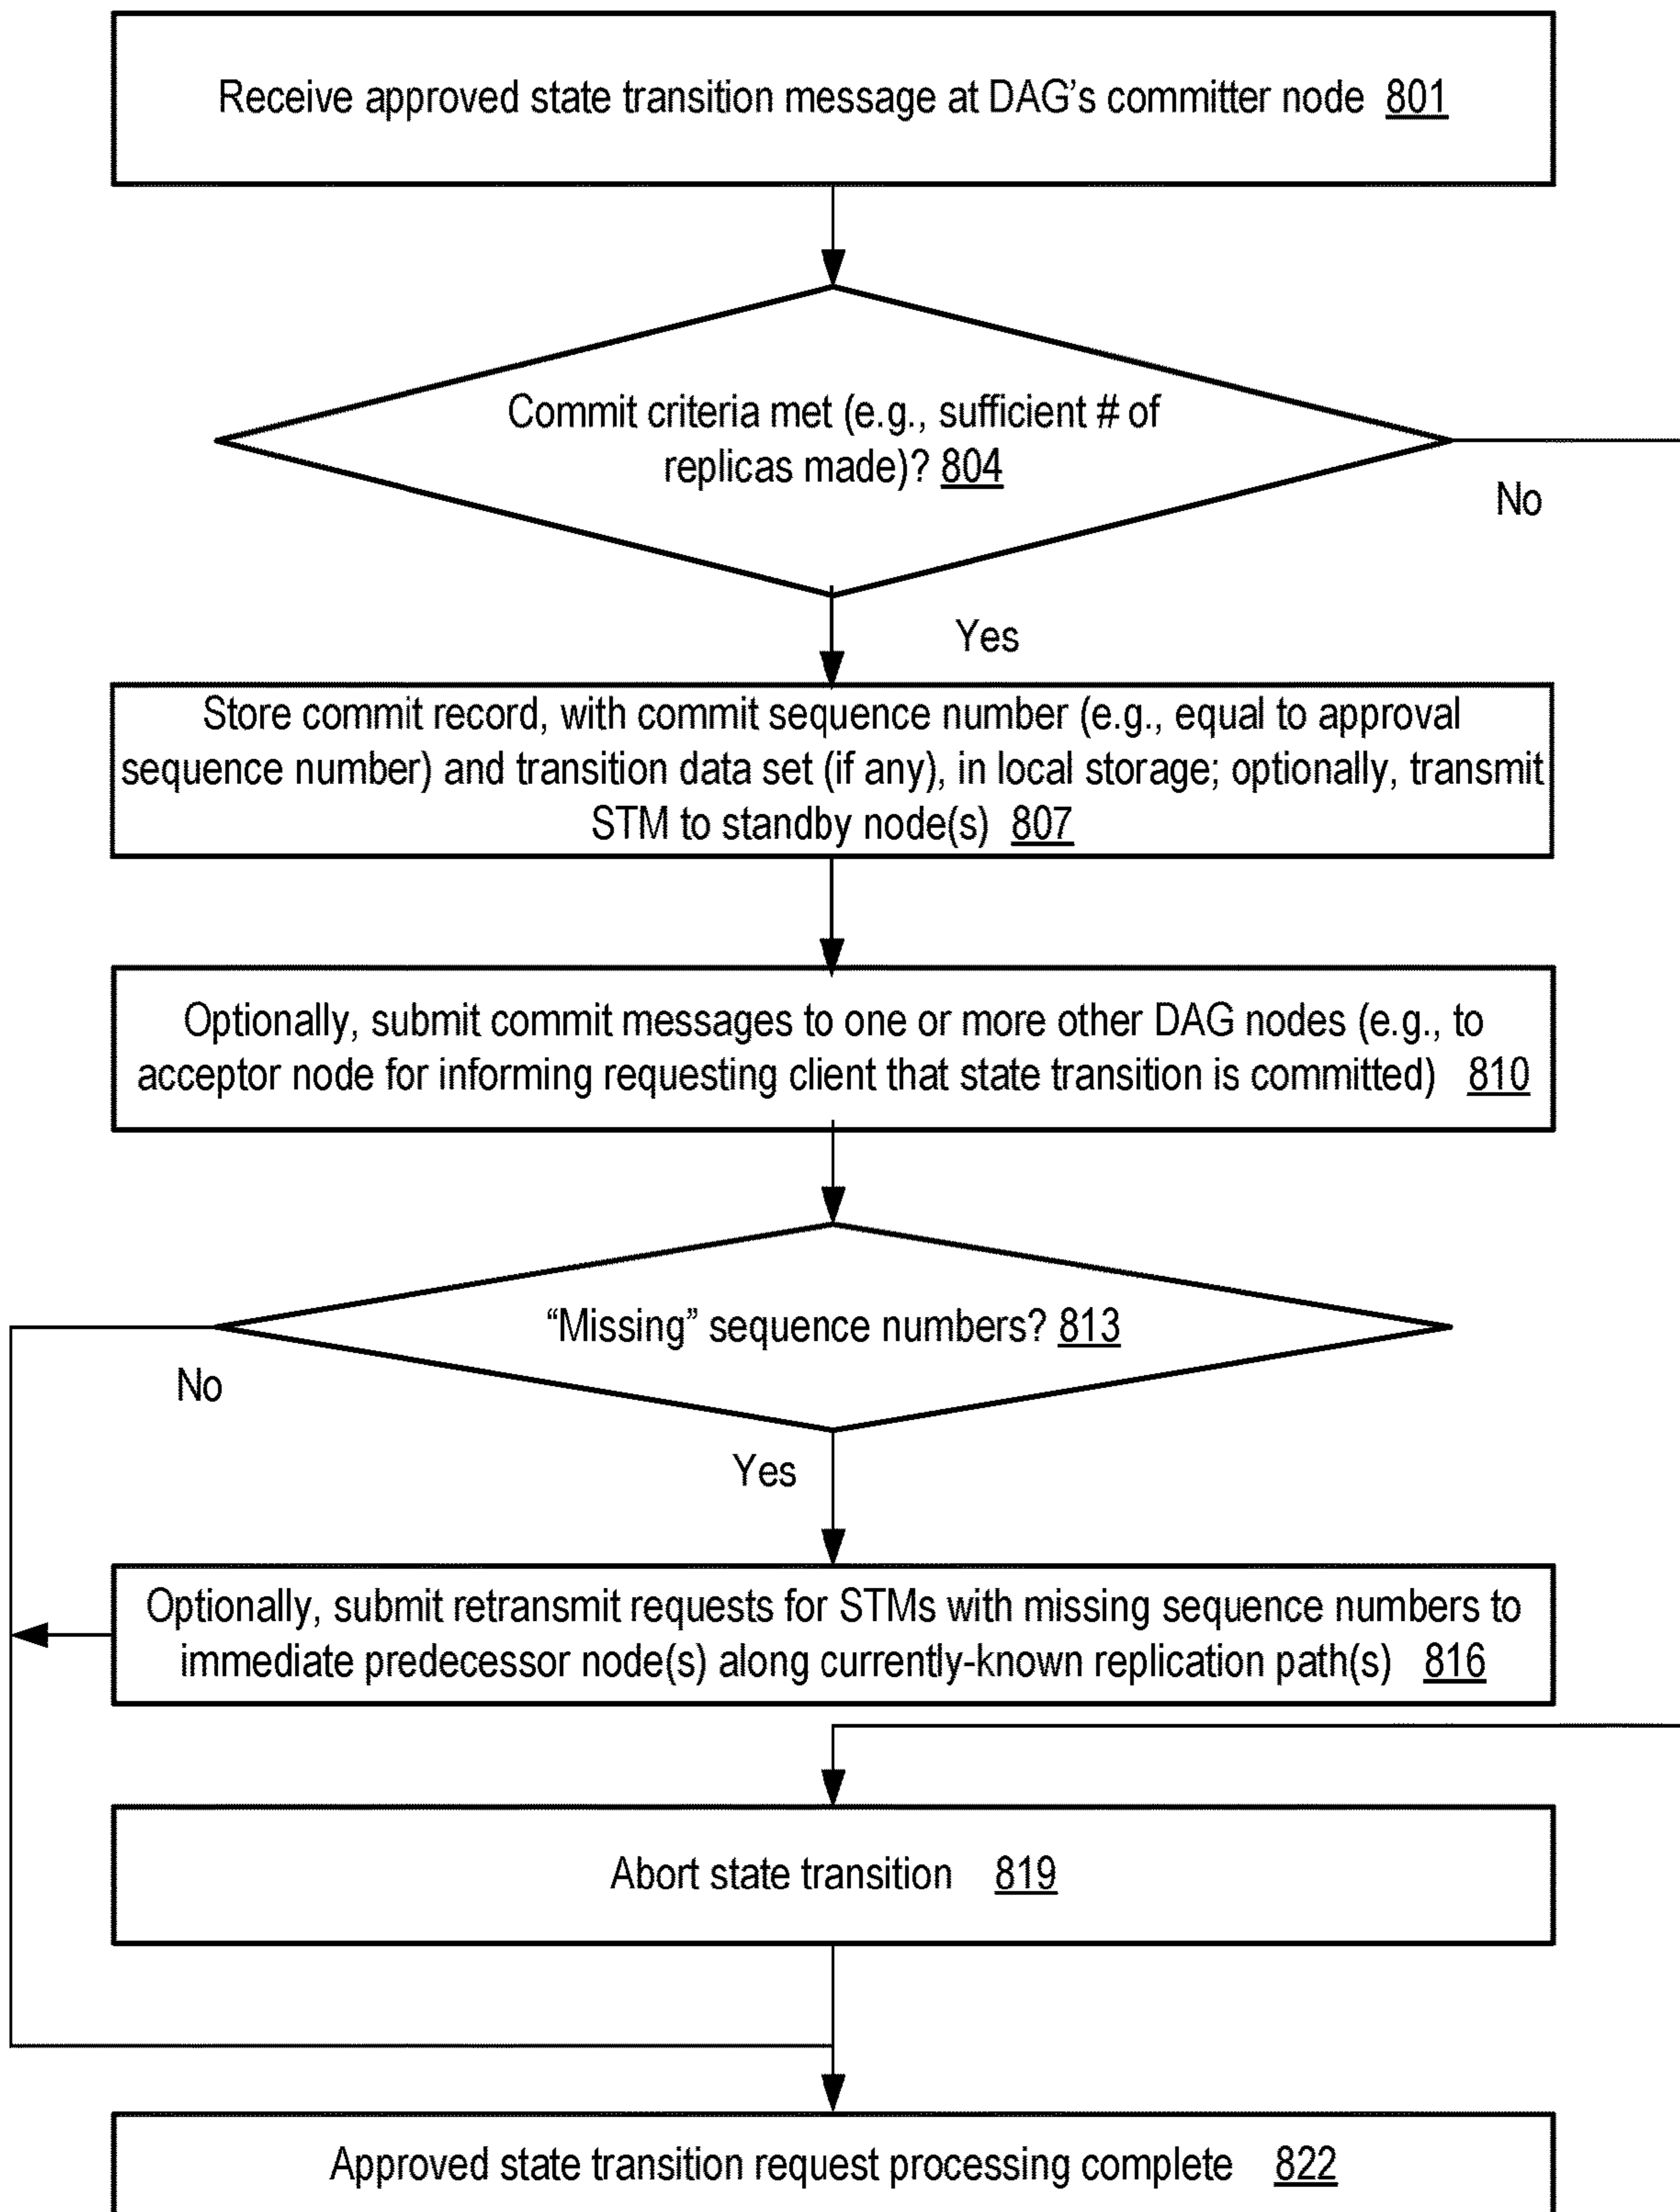 Receive approved state transition message at DAG's committer node 801
Commit criteria met (e.g., sufficient # of
replicas made)? 804
No
Yes
Store commit record, with commit sequence number (e.g., equal to approval
sequence number) and transition data set (if any), in local storage; optionally, transmit
STM to standby node(s) 807
Optionally, submit commit messages to one or more other DAG nodes (e.g., to
acceptor node for informing requesting client that state transition is committed) 810
“Missing” sequence numbers? 813
No
Yes
Optionally, submit retransmit requests for STMs with missing sequence numbers to
immediate predecessor node(s) along currently-known replication path(s) 816
Abort state transition 819
Approved state transition request processing complete 822